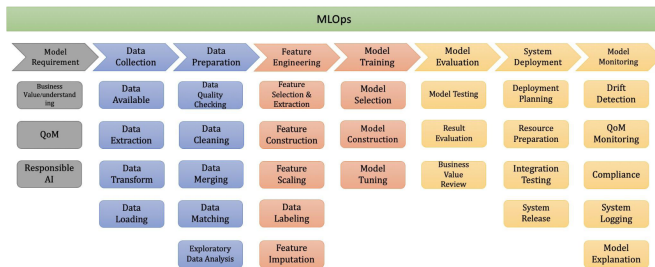 MLOps
Model
Requirement
Data
Collection
Data
Preparation
Feature
Engineering
Model
Training
Model
Evaluation
System
Deployment
Model
Monitoring
Business
Value/understand
ing
Data
Available
Data
Quality
Checking
Feature
Selection &
Extraction
Model
Selection
Model Testing
Deployment
Planning
Drift
Detection
QoM
Data
Extraction
Data
Cleaning
Feature
Construction
Model
Construction
Result
Evaluation
Resource
Preparation
QoM
Monitoring
Responsible
AI
Data
Transform
Data
Merging
Feature
Scaling
Model
Tuning
Business
Value
Review
Integration
Testing
Compliance
Data
Loading
Data
Matching
Data
Labeling
System
Release
System
Logging
Exploratory
Data Analysis
Feature
Imputation
Model
Explanation